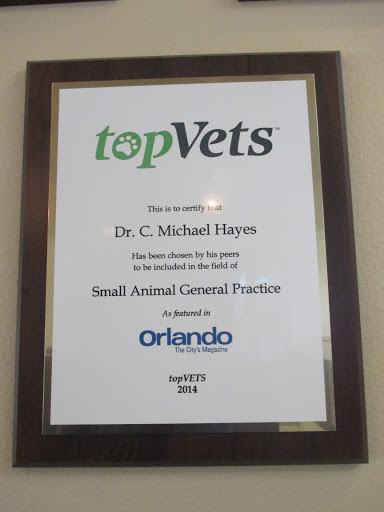 topVets™
This is to certify that
Dr. C. Michael Hayes
Has been chosen by his peers
to be included in the field of
Small Animal General Practice
As featured in
Orlando
The City's Magazine
topVETS
2014